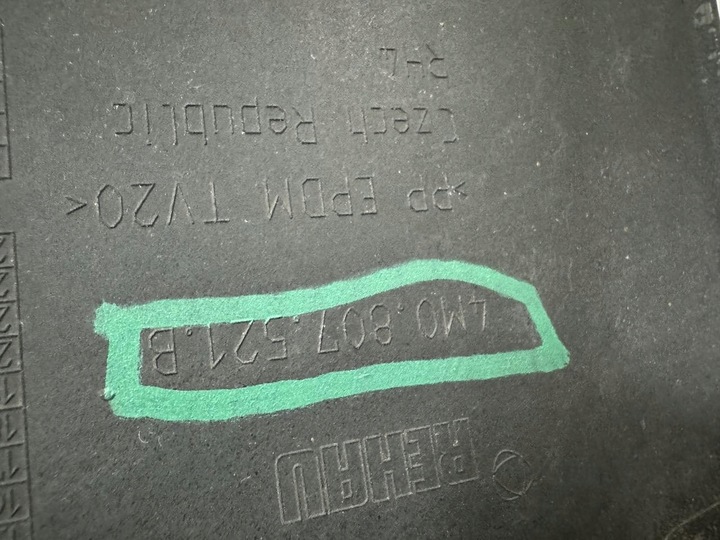 REHAU
4M0.807.521.B
>PP EPDM TV20<
Czech Republic